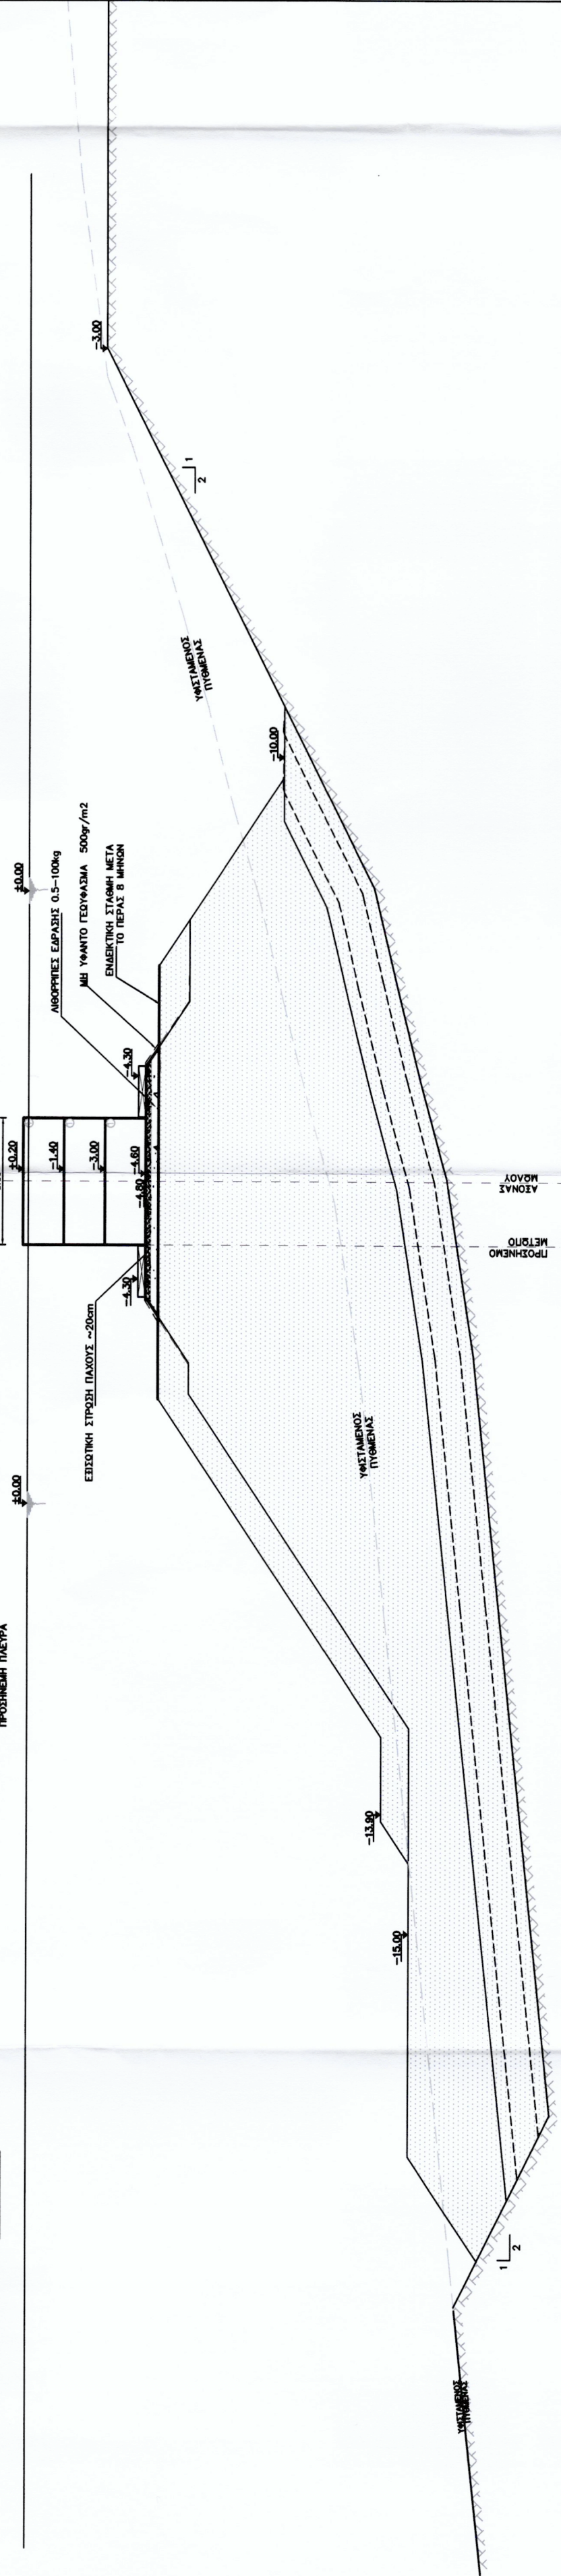 -3.00
1
2
ΥΦΙΣΤΑΜΕΝΟΣ
ΠΥΘΜΕΝΑΣ
-10.00
±0.00
ΛΙΘΟΡΡΙΠΕΣ ΕΔΡΑΣΗΣ 0.5-100kg
ΜΗ ΥΦΑΝΤΟ ΓΕΩΥΦΑΣΜΑ 500gr/m2
ΕΝΔΕΙΚΤΙΚΗ ΣΤΑΘΜΗ ΜΕΤΑ
ΤΟ ΠΕΡΑΣ 8 ΜΗΝΩΝ
-4.30
+0.20
-1.40
-3.00
-4.60
-4.80
ΑΞΟΝΑΣ
ΜΩΛΟΥ
ΠΡΟΣΗΝΕΜΟ
ΜΕΤΩΠΟ
-4.30
ΕΞΙΣΩΤΙΚΗ ΣΤΡΩΣΗ ΠΑΧΟΥΣ ~20cm
ΥΦΙΣΤΑΜΕΝΟΣ
ΠΥΘΜΕΝΑΣ
±0.00
ΠΡΟΣΗΝΕΜΗ ΠΛΕΥΡΑ
-13.90
-15.00
1
2
ΥΦΙΣΤΑΜΕΝΟΣ
ΠΥΘΜΕΝΑΣ